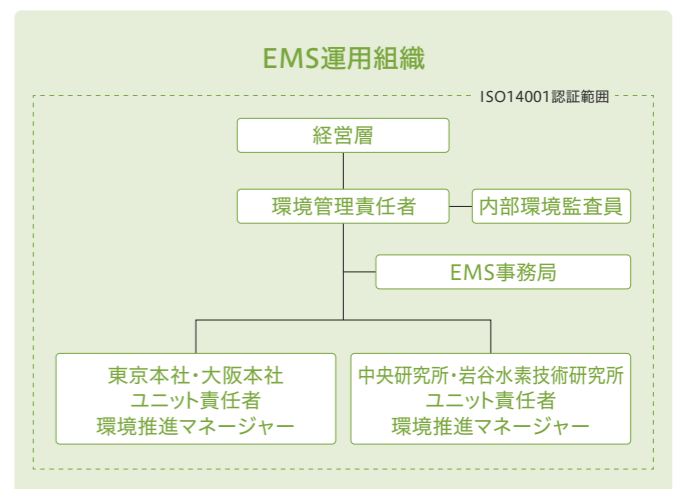 EMS運用組織
ISO14001認証範囲
経営層
環境管理責任者
内部環境監査員
EMS事務局
東京本社・大阪本社
ユニット責任者
環境推進マネージャー
中央研究所・岩谷水素技術研究所
ユニット責任者
環境推進マネージャー